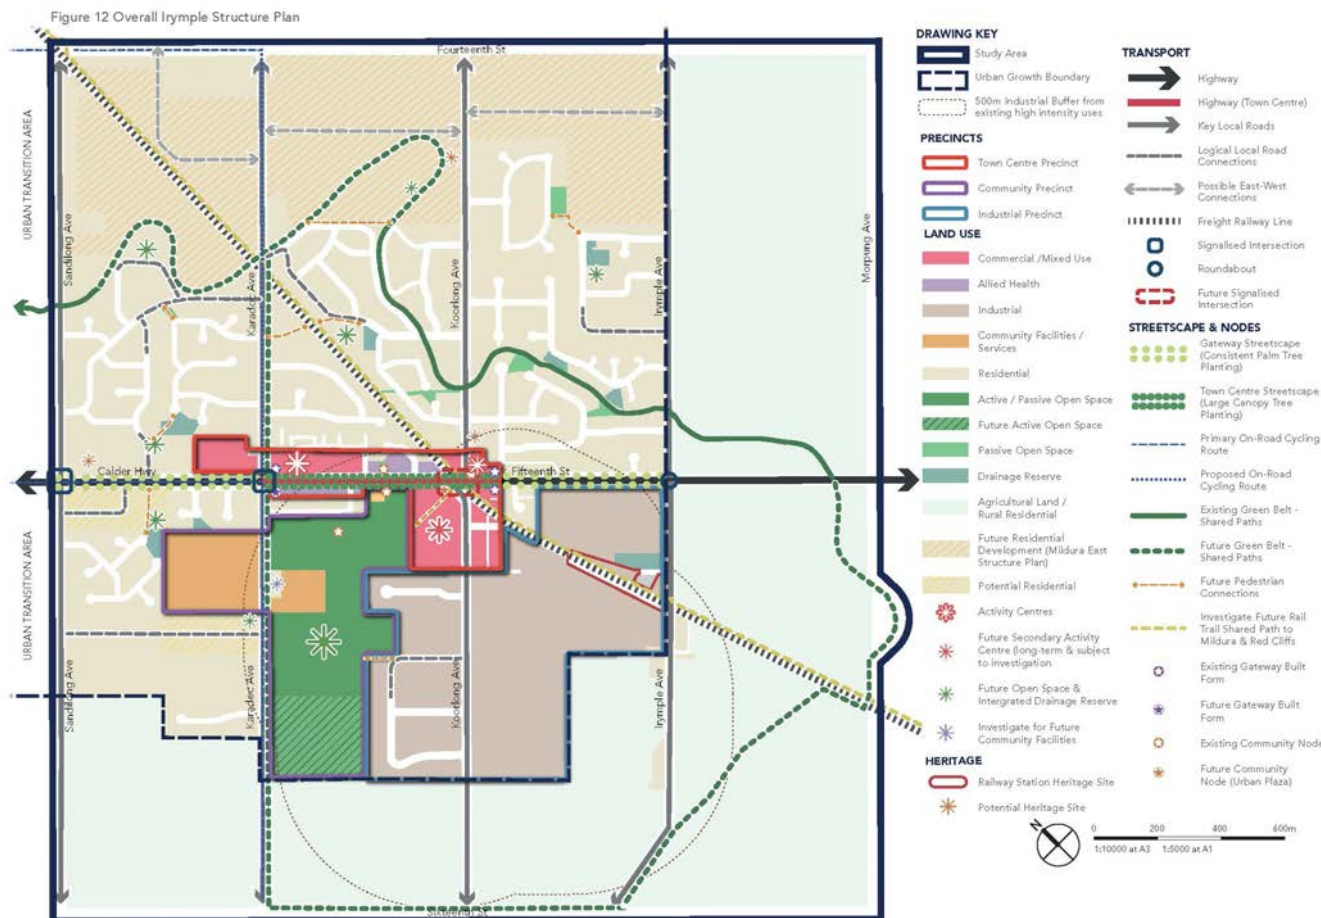 Figure 12 Overall Irymple Structure Plan
Fourteenth St
URBAN TRANSITION AREA
Sandilong Ave
Karadoc Ave
Koorlong Ave
Irymple Ave
Morpung Ave
Calder Hwy
Fifteenth St
URBAN TRANSITION AREA
Sandilong Ave
Karadoc Ave
Koorlong Ave
Irymple Ave
Sixteenth St
DRAWING KEY
Study Area
Urban Growth Boundary
500m Industrial Buffer from
existing high intensity uses
PRECINCTS
Town Centre Precinct
Community Precinct
Industrial Precinct
LAND USE
Commercial /Mixed Use
Allied Health
Industrial
Community Facilities /
Services
Residential
Active / Passive Open Space
Future Active Open Space
Passive Open Space
Drainage Reserve
Agricultural Land /
Rural Residential
Future Residential
Development (Mildura East
Structure Plan)
Potential Residential
Activity Centres
Future Secondary Activity
Centre (long-term & subject
to investigation
Future Open Space &
Intergrated Drainage Reserve
Investigate for Future
Community Facilities
HERITAGE
Railway Station Heritage Site
Potential Heritage Site
TRANSPORT
Highway
Highway (Town Centre)
Key Local Roads
Logical Local Road
Connections
Possible East-West
Connections
Freight Railway Line
Signalised Intersection
Roundabout
Future Signalised
Intersection
STREETSCAPE & NODES
Gateway Streetscape
(Consistent Palm Tree
Planting)
Town Centre Streetscape
(Large Canopy Tree
Planting)
Primary On-Road Cycling
Route
Proposed On-Road
Cycling Route
Existing Green Belt -
Shared Paths
Future Green Belt -
Shared Paths
Future Pedestrian
Connections
Investigate Future Rail
Trail Shared Path to
Mildura & Red Cliffs
Existing Gateway Built
Form
Future Gateway Built
Form
Existing Community Node
Future Community
Node (Urban Plaza)
N
0 200 400 600m
1:10000 at A3 1:5000 at A1